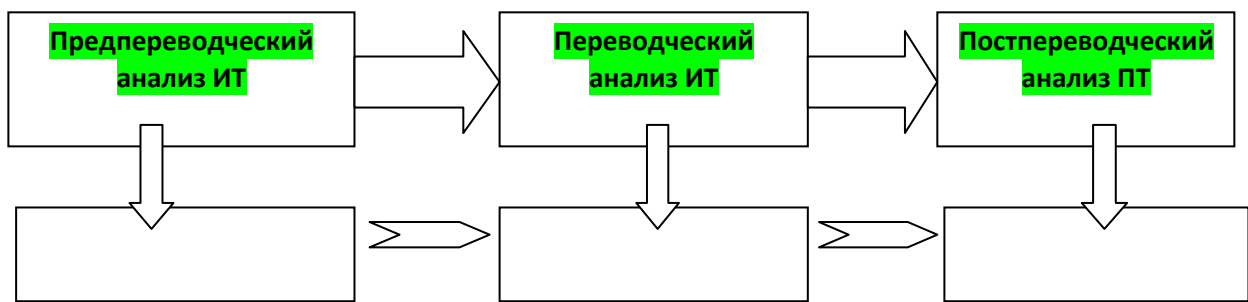 Предпереводческий
анализ ИТ
Переводческий
анализ ИТ
Постпереводческий
анализ ПТ